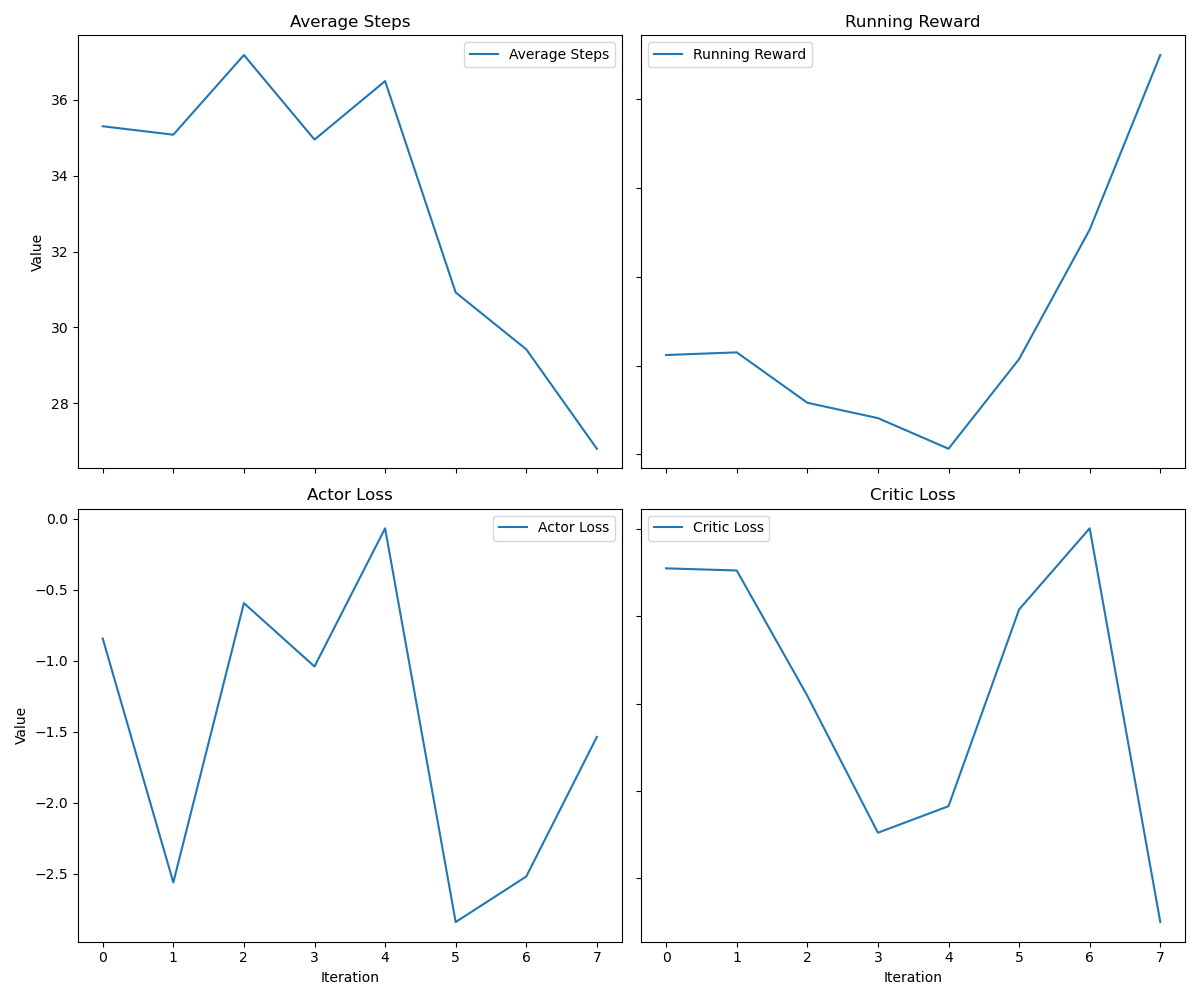 Average Steps
Average Steps
36
34
32
30
28
Value
Running Reward
Running Reward
Actor Loss
Actor Loss
0.0
−0.5
−1.0
−1.5
−2.0
−2.5
Value
0 1 2 3 4 5 6 7
Iteration
Critic Loss
Critic Loss
0 1 2 3 4 5 6 7
Iteration